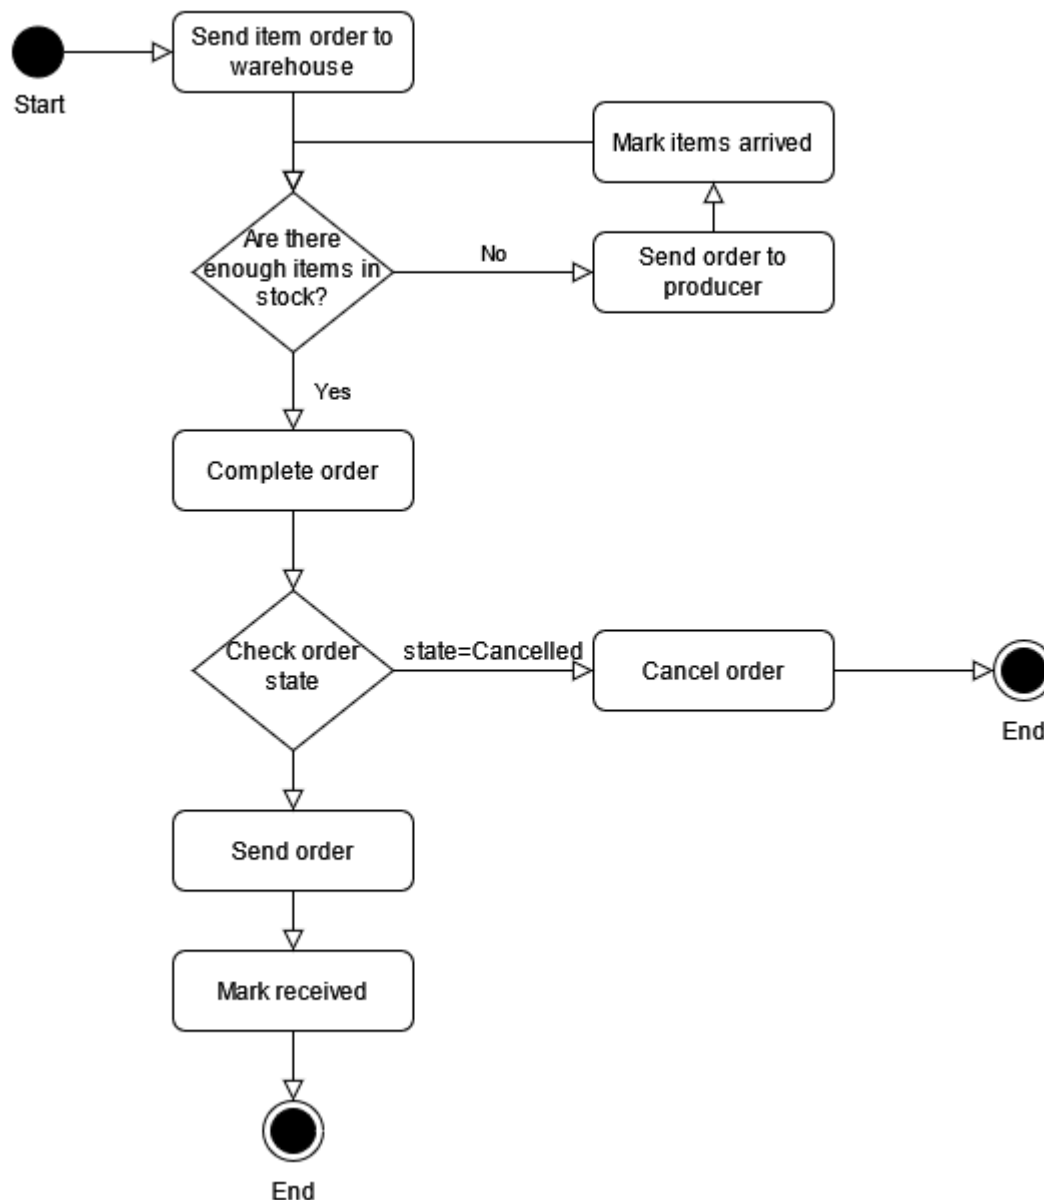 Send item order to
warehouse
Start
Mark items arrived
Are there
enough items in
stock?
No
Send order to
producer
Yes
Complete order
Check order
state
state=Cancelled
Cancel order
End
Send order
Mark received
End